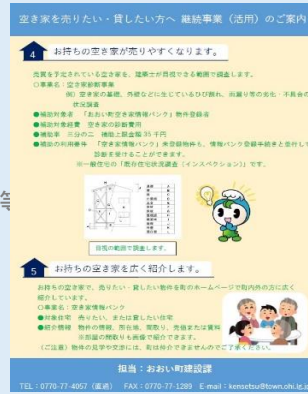 空き家を売りたい・貸したい方へ 継続事業（活用）のご案内
4 お持ちの空き家が売りやすくなります。
売買を予定されている空き家を、建築士が目視できる範囲で調査します。
○事業名：空き家診断事業
例）空き家の基礎、外壁などに生じているひび割れ、雨漏り等の劣化・不具合の
状況調査
●補助対象者 「おおい町空き家情報バンク」物件登録者
●補助対象経費 空き家の診断費用
●補助率 三分の二 補助上限金額35千円
●補助の利用要件 「空き家情報バンク」未登録物件も、情報バンク登録手続きと並行して
診断を受けることができます。
※一般住宅の「既存住宅状況調査（インスペクション）」です。
目視の範囲で調査します。
等
5 お持ちの空き家を広く紹介します。
お持ちの空き家で、売りたい・貸したい物件を町のホームページで町内外の方に広く
紹介しています。
○事業名：空き家情報バンク
●対象住宅 売りたい、または貸したい住宅
●紹介情報 物件の情報、所在地、間取り、売値または賃料
※部屋の間取りも画像で紹介できます。
（ご注意）物件の見学や交渉には、町は仲介できませんのでご了承ください。
担当：おおい町建設課
TEL：0770-77-4057（直通） FAX：0770-77-1289 E-mail：kensetsu@town.ohi.lg.jp